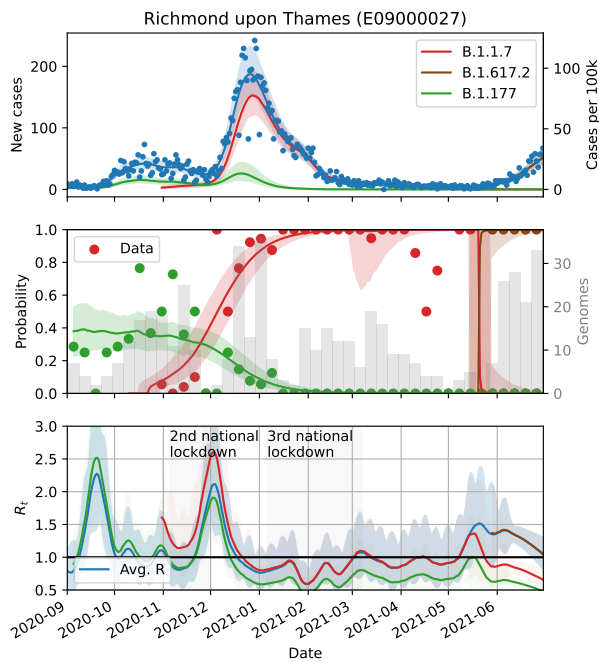 Richmond upon Thames (E09000027)
200
100
0
New cases
B.1.1.7
B.1.617.2
B.1.177
100
50
0
Cases per 100k
1.0
0.8
0.6
0.4
0.2
0.0
Probability
Data
30
20
10
0
Genomes
3.0
2.5
2.0
1.5
1.0
0.5
Rt
2nd national
lockdown
3rd national
lockdown
Avg. R
2020-09
2020-10
2020-11
2020-12
2021-01
2021-02
2021-03
2021-04
2021-05
2021-06
Date